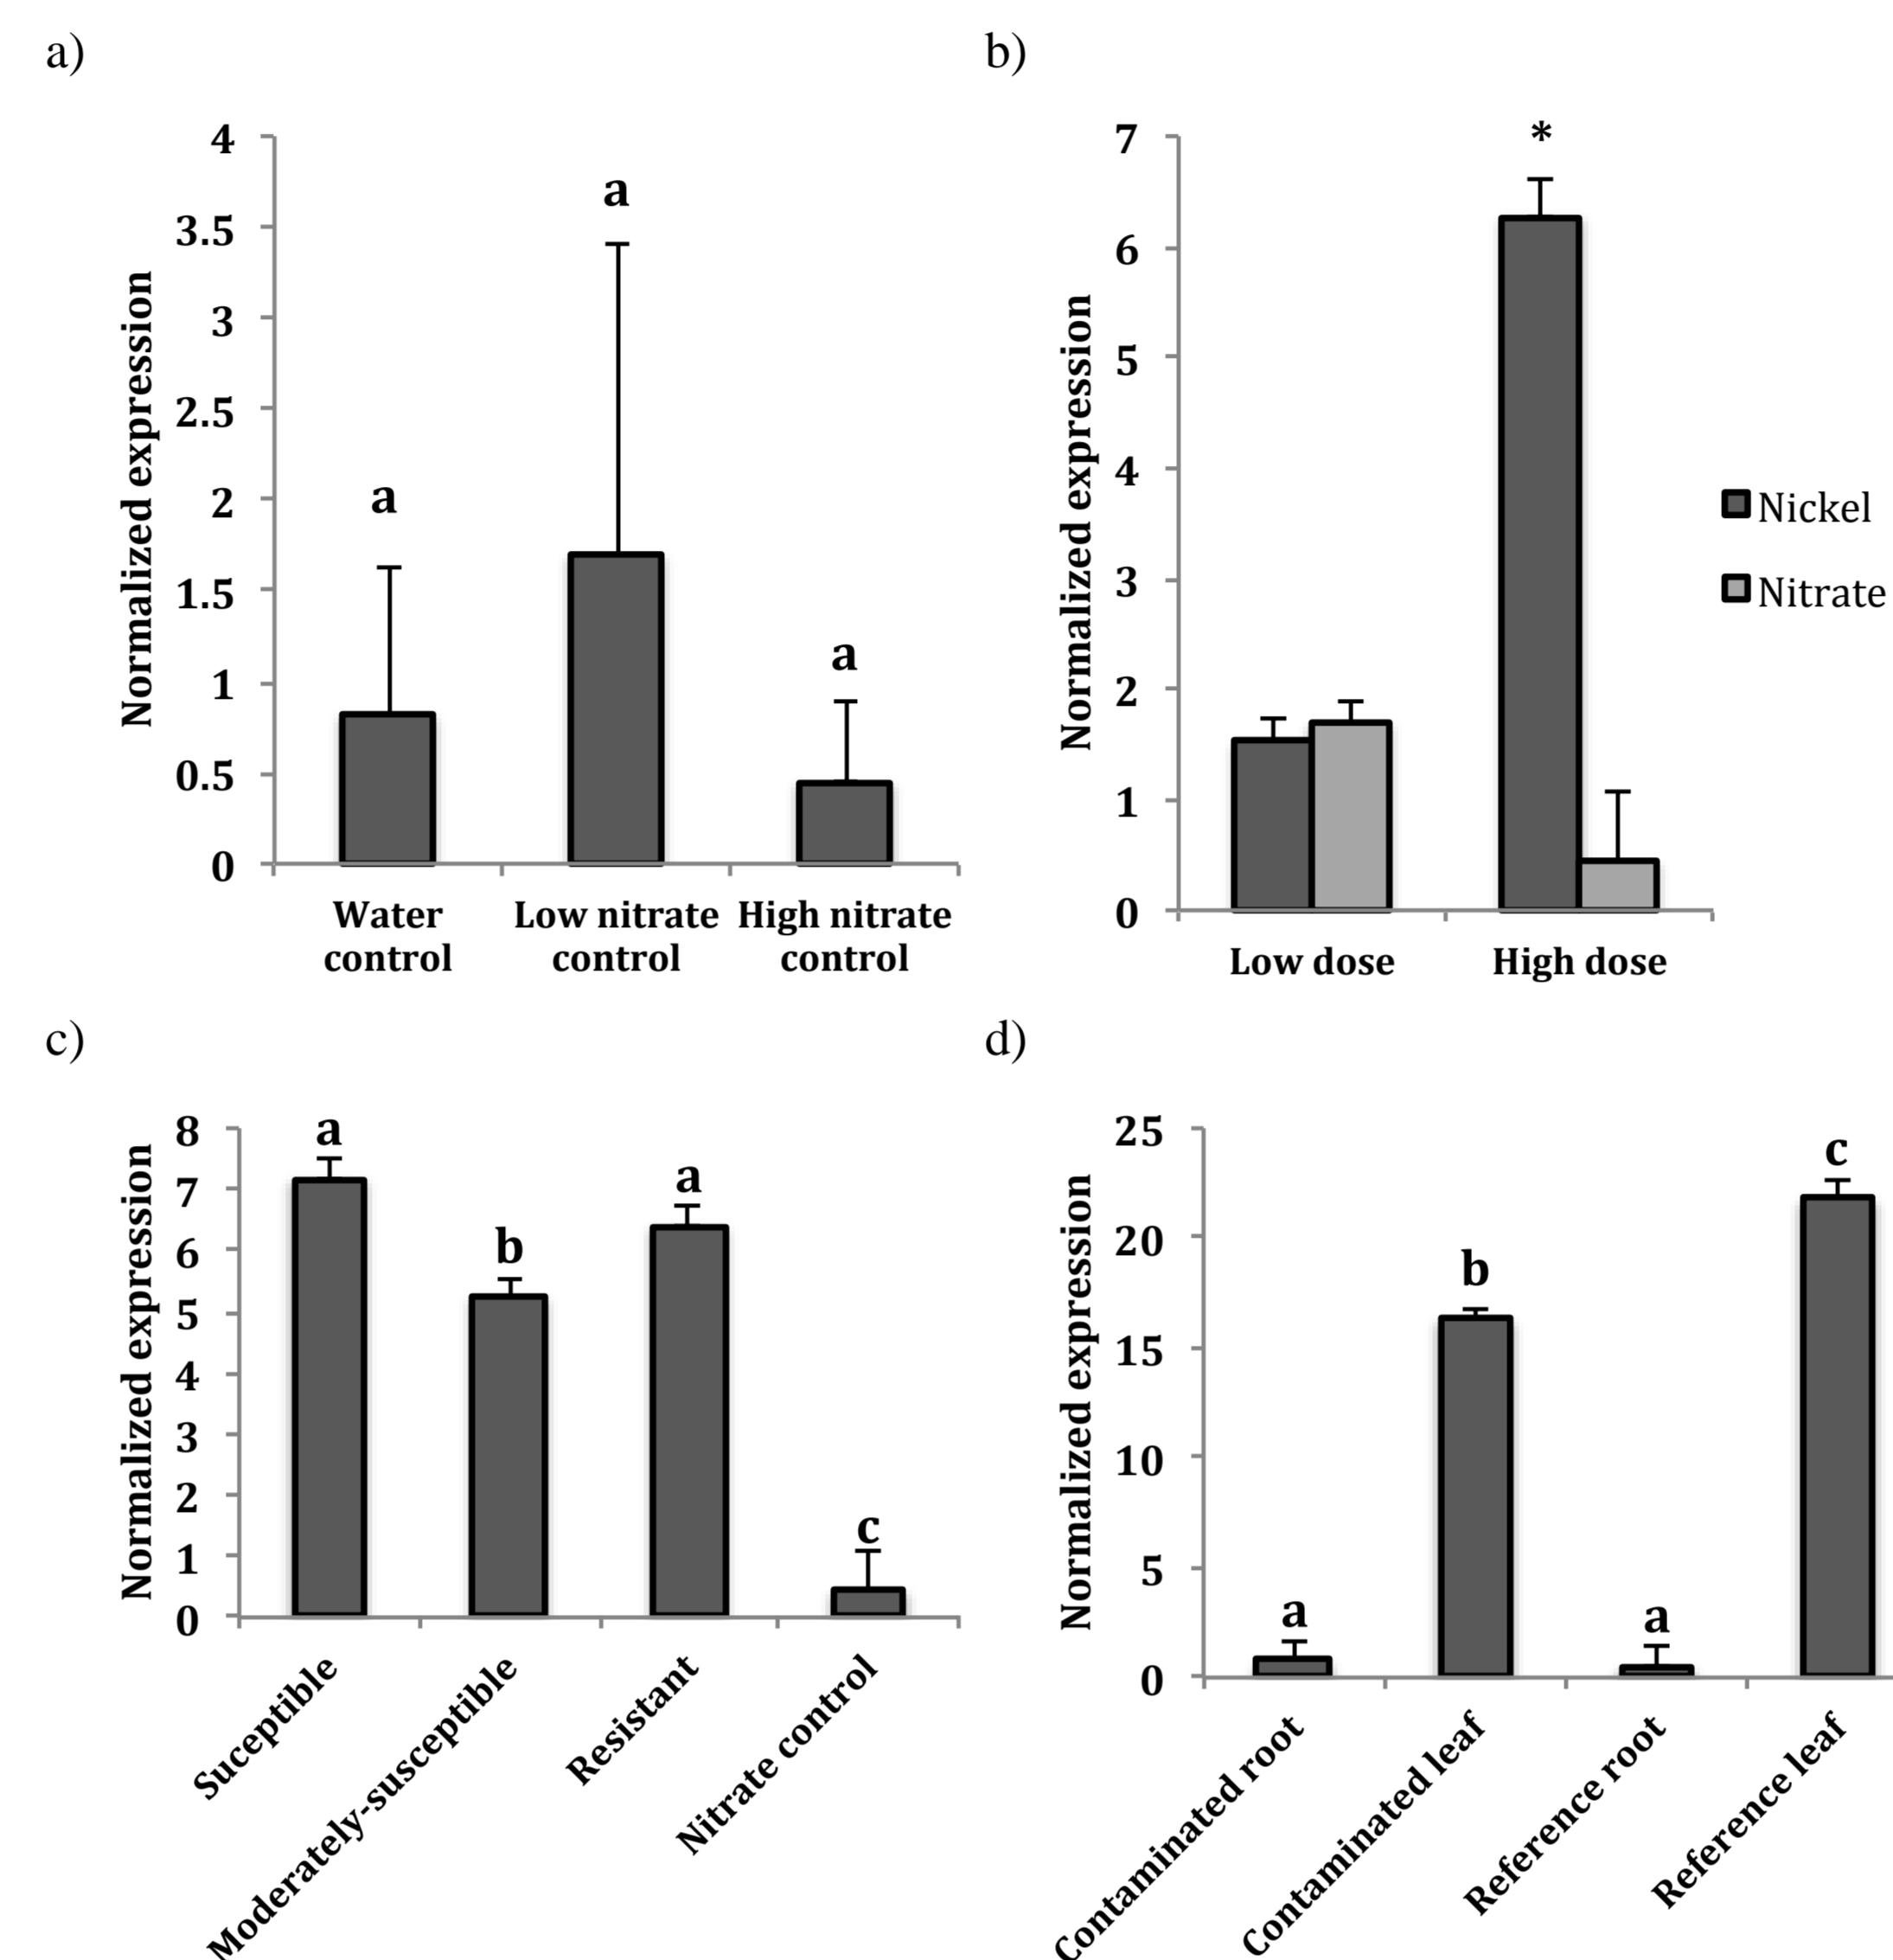 a)
4
3.5
3
2.5
2
1.5
1
0.5
0
Normalized expression
a
a
a
Water control
Low nitrate control
High nitrate control
b)
7
6
5
4
3
2
1
0
Normalized expression
*
Low dose
High dose
Nickel
Nitrate
c)
8
7
6
5
4
3
2
1
0
Normalized expression
a
b
a
c
Suceptible
Moderately-susceptible
Resistant
Nitrate control
d)
25
20
15
10
5
0
Normalized expression
a
b
a
c
Contaminated root
Contaminated leaf
Reference root
Reference leaf